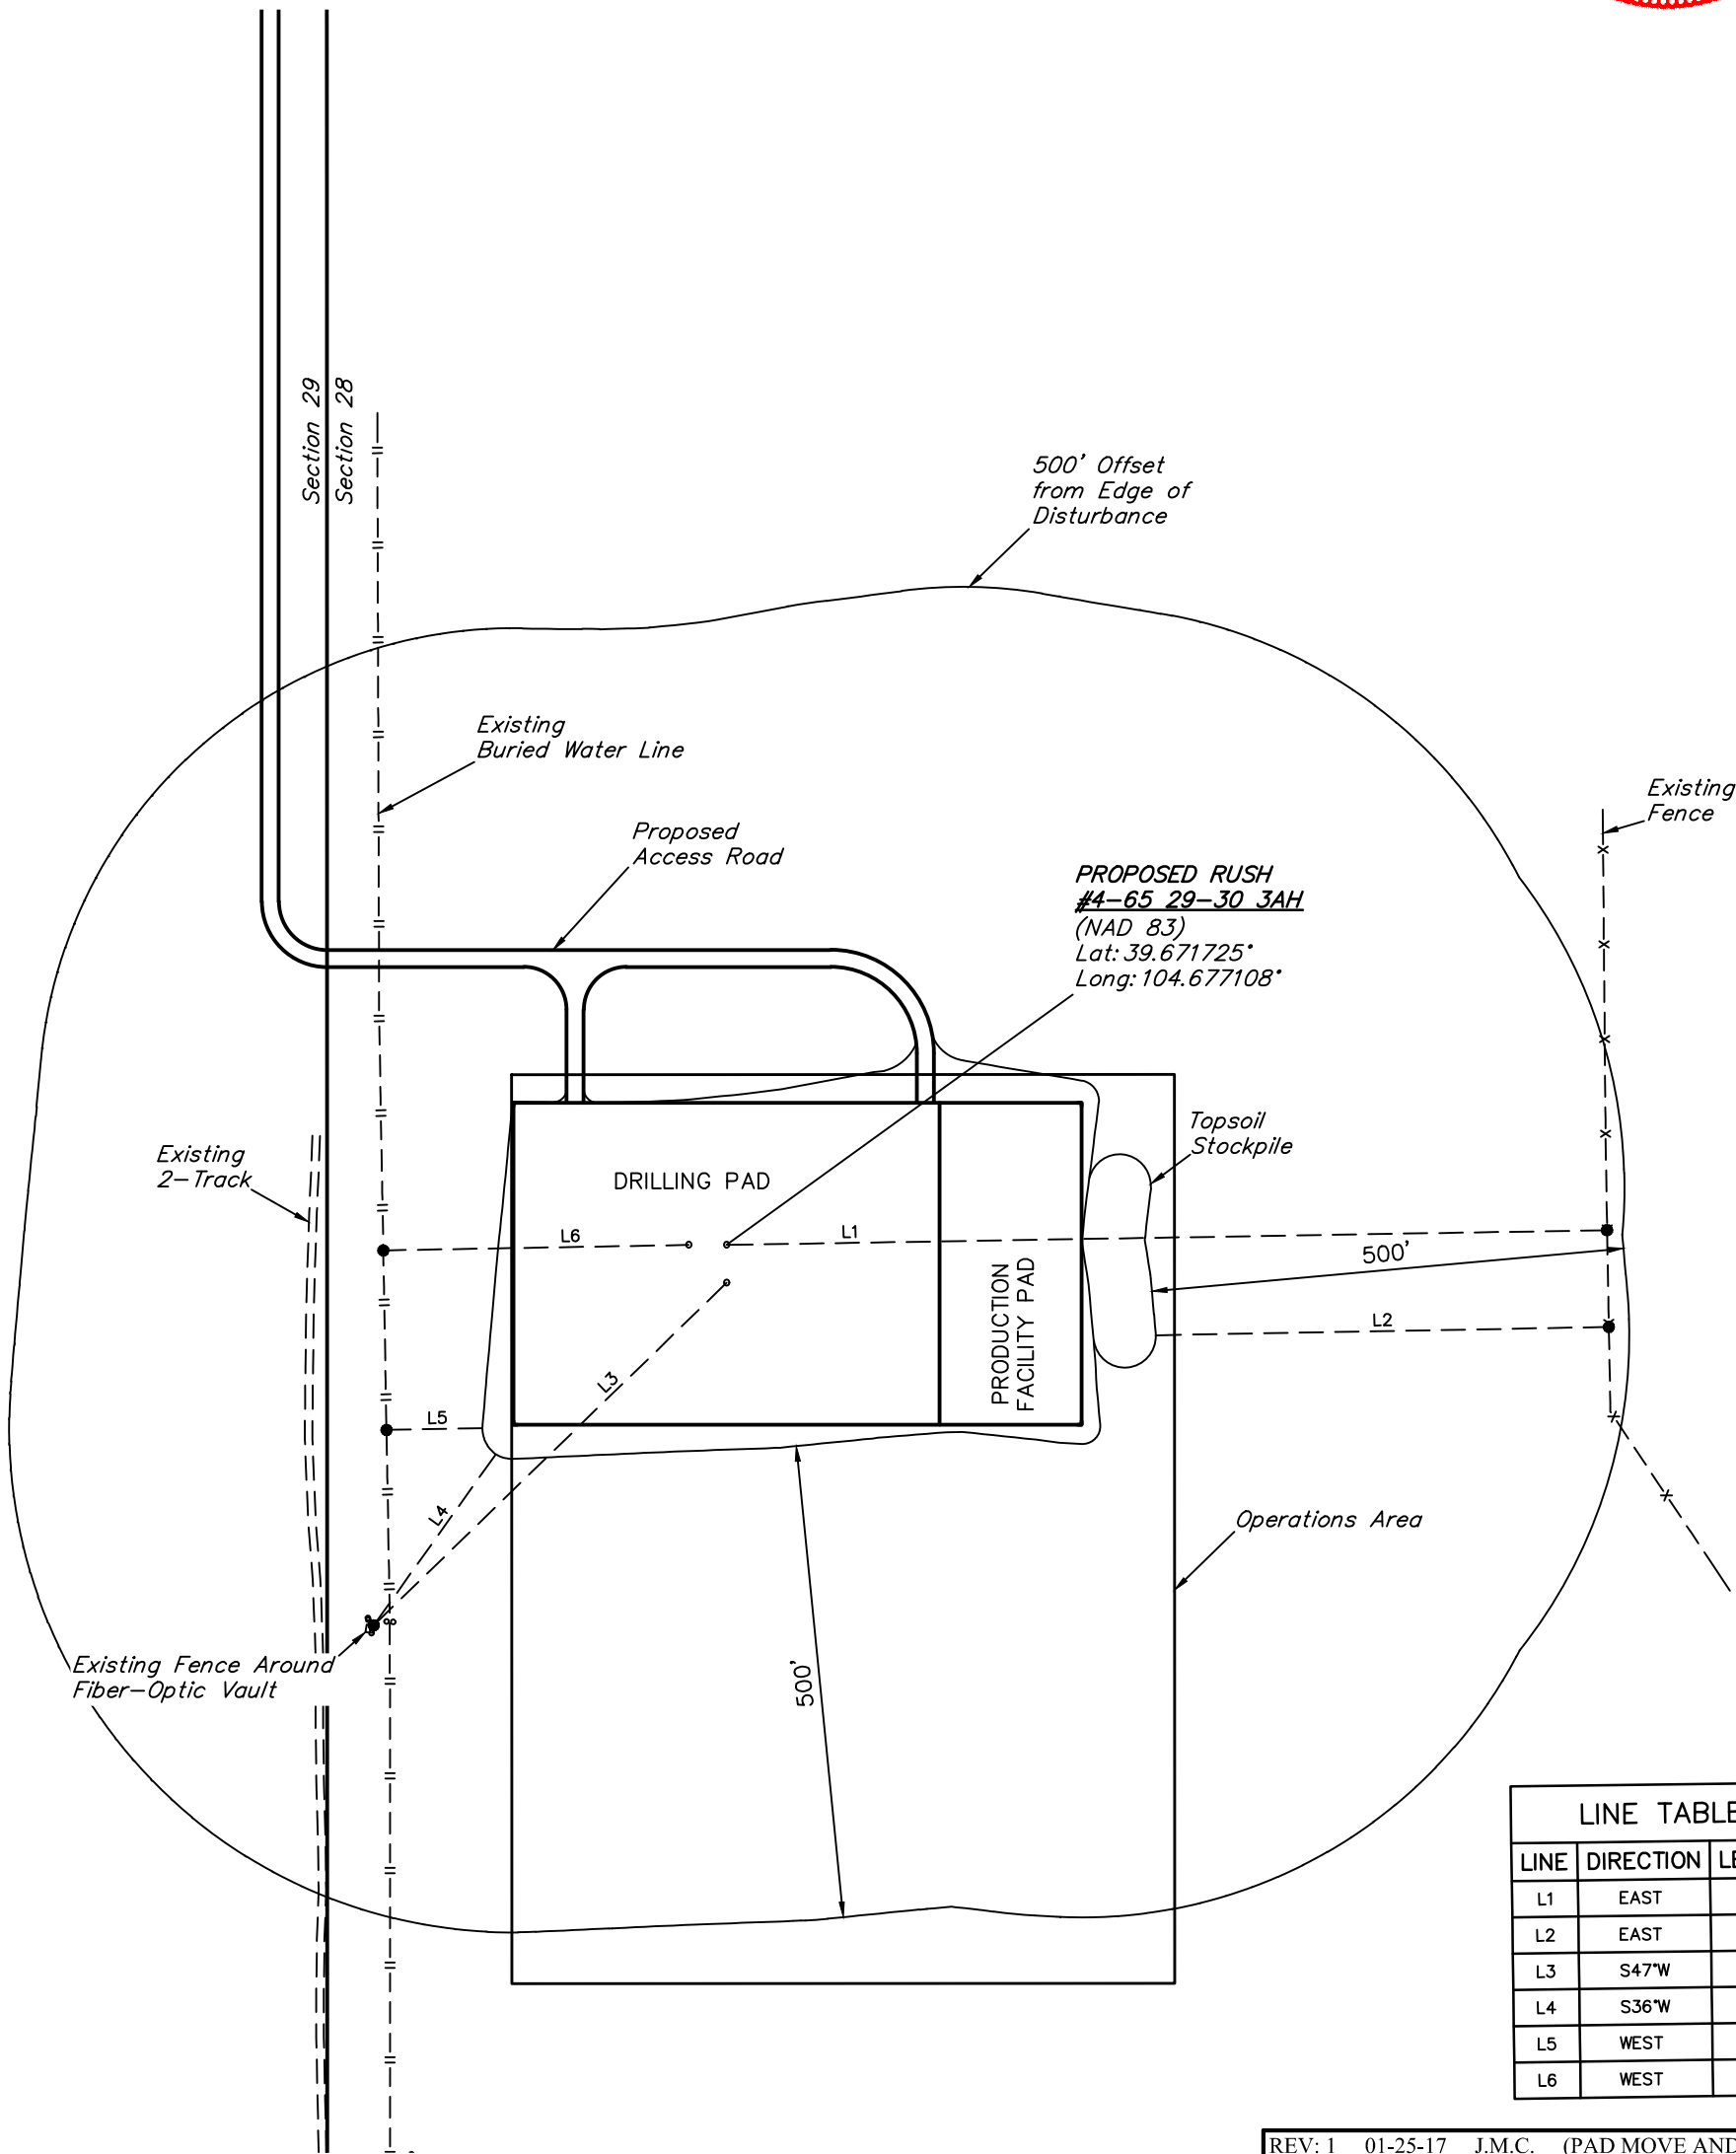 Section 29
Section 28
500' Offset
from Edge of
Disturbance
Existing
Buried Water Line
Proposed
Access Road
Existing
Fence
PROPOSED RUSH
#4-65 29-30 3AH
(NAD 83)
Lat: 39.671725°
Long: 104.677108°
Topsoil
Stockpile
Existing
2-Track
DRILLING PAD
L6
L1
500'
PRODUCTION
FACILITY PAD
L2
L3
L5
L4
Operations Area
Existing Fence Around
Fiber-Optic Vault
500'
LINE TABLE
LINE DIRECTION
L1 EAST
L2 EAST
L3 S47°W
L4 S36°W
L5 WEST
L6 WEST
REV: 1 01-25-17 J.M.C. (PAD MOVE AND